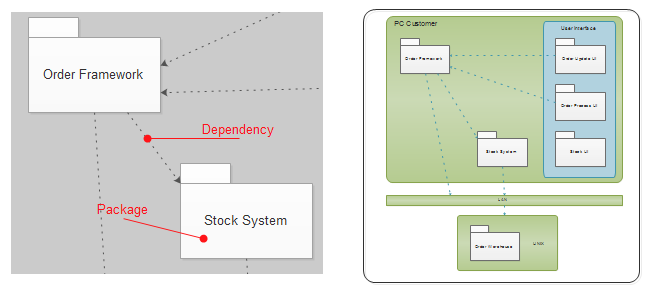 Order Framework
Dependency
Package
Stock System
PC Customer
User Interface
Order Framework
Order Update UI
Order Process UI
Stock System
Stock UI
LAN
Order Warehouse
UNIX